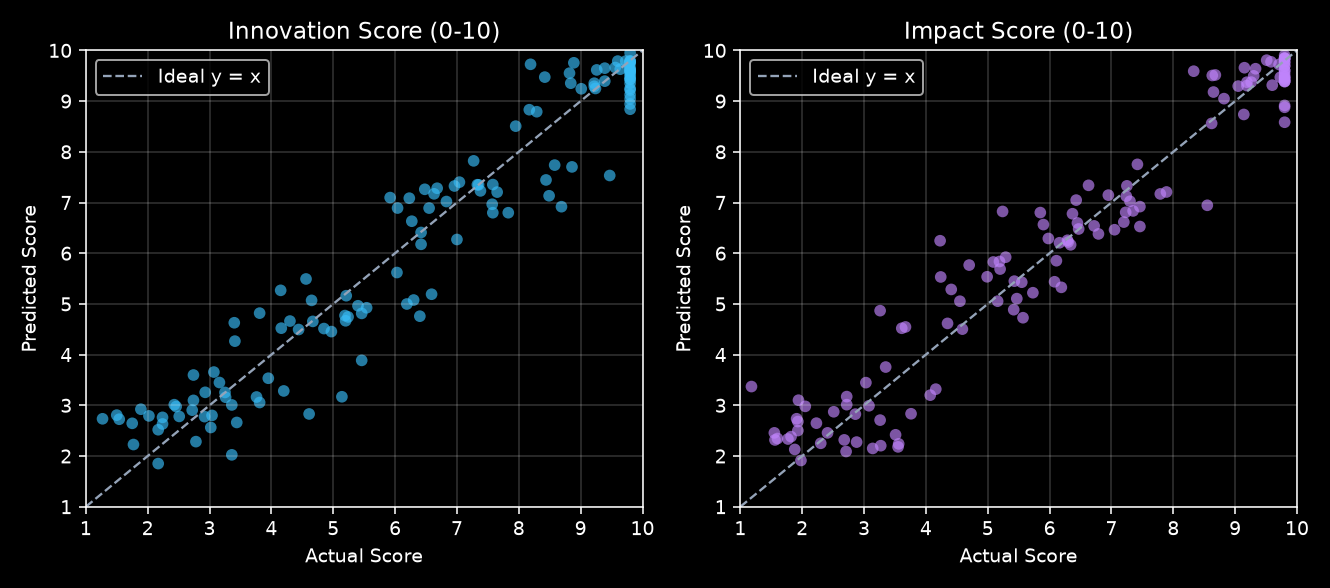 Innovation Score (0-10)
Ideal y = x
Predicted Score
10
9
8
7
6
5
4
3
2
1
1 2 3 4 5 6 7 8 9 10
Actual Score
Impact Score (0-10)
Ideal y = x
Predicted Score
10
9
8
7
6
5
4
3
2
1
1 2 3 4 5 6 7 8 9 10
Actual Score